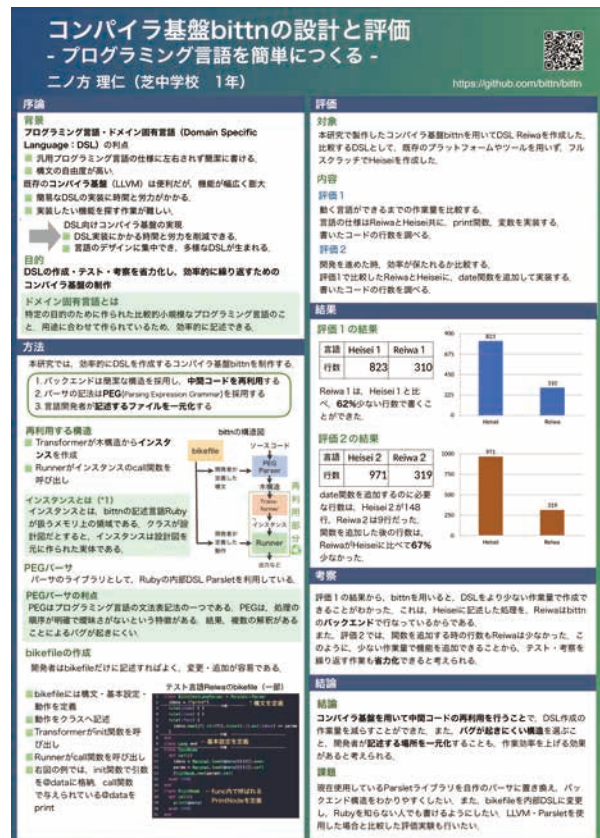 コンパイラ基盤bittnの設計と評価
- プログラミング言語を簡単につくる -
二ノ方 理仁（芝中学校　1年）
https://github.com/bittn/bittn
序論
背景
プログラミング言語・ドメイン固有言語（Domain Specific
Language：DSL）の利点
汎用プログラミング言語の仕様に左右されず簡潔に書ける。
構文の自由度が高い。
既存のコンパイラ基盤（LLVM）は便利だが、機能が幅広く膨大
簡易なDSLの実装に時間と労力がかかる。
実装したい機能を探す作業が難しい。
DSL向けコンパイラ基盤の実現
DSL実装にかかる時間と労力を削減できる。
言語のデザインに集中でき、多様なDSLが生まれる。
目的
DSLの作成・テスト・考察を省力化し、効率的に繰り返すための
コンパイラ基盤の制作
ドメイン固有言語とは
特定の目的のために作られた比較的小規模なプログラミング言語のこ
と。用途に合わせて作られているため、効率的に記述できる。
方法
本研究では、効率的にDSLを作成するコンパイラ基盤bittnを制作する。
1. バックエンドは簡潔な構造を採用し、中間コードを再利用する
2. パーサの記法はPEG(Parsing Expression Grammar)を採用する
3. 言語開発者が記述するファイルを一元化する
再利用する構造
Transformerが木構造からインスタ
ンスを作成
Runnerがインスタンスのcall関数を
呼び出し
bittnの構造図
ソースコード
bikefile
開発者が
定義した
構文
PEG
Parser
木構造
Trans-
former
インスタンス
開発者が
定義した
動作
Runner
出力など
再利用部分
インスタンスとは (*1)
インスタンスとは、bittnの記述言語Ruby
が扱うメモリ上の領域である。クラスが設
計図だとすると、インスタンスは設計図を
元に作られた実体である。
PEGパーサ
パーサのライブラリとして、Rubyの内部DSL Parsletを利用している。
PEGパーサの利点
PEGはプログラミング言語の文法表記法の一つである。PEGは、処理の
順序が明確で曖昧さがないという特徴がある。結果、複数の解釈がある
ことによるバグが起きにくい。
bikefileの作成
開発者はbikefileだけに記述すればよく、変更・追加が容易である。
bikefileには構文・基本設定・
動作を定義
動作をクラスへ記述
Transformerがinit関数を呼
び出し
Runnerがcall関数を呼び出し
右図の例では、init関数で引数
を@dataに格納、call関数
で与えられている@dataを
print
テスト言語Reiwaのbikefile（一部）
構文を定義
基本設定を定義
func内で呼ばれる
PrintNodeを定義
評価
対象
本研究で製作したコンパイラ基盤bittnを用いてDSL Reiwaを作成した。
比較するDSLとして、既存のプラットフォームやツールを用いず、フル
スクラッチでHeiseiを作成した。
内容
評価1
動く言語ができるまでの作業量を比較する。
言語の仕様はReiwaとHeisei共に、print関数、変数を実装する。
書いたコードの行数を調べる。
評価2
開発を進めた時、効率が保たれるか比較する。
評価1で比較したReiwaとHeiseiに、date関数を追加して実装する。
書いたコードの行数を調べる。
結果
評価1の結果
言語 Heisei 1 Reiwa 1
行数 823 310
Reiwa 1は、Heisei 1と比
べ、62%少ない行数で書くこ
とができた。
900
675
450
225
0
823
310
Heisei Reiwa
評価2の結果
言語 Heisei 2 Reiwa 2
行数 971 319
date関数を追加するのに必要
な行数は、Heisei 2が148
行、Reiwa 2は9行だった。
関数を追加した後の行数は、
ReiwaがHeiseiに比べて67%
少なかった。
1000
750
500
250
0
971
319
Heisei Reiwa
考察
評価1の結果から、bittnを用いると、DSLをより少ない作業量で作成で
きることがわかった。これは、Heiseiに記述した処理を、Reiwaはbittn
のバックエンドで行なっているからである。
また、評価2では、関数を追加する時の行数もReiwaは少なかった。こ
のように、少ない作業量で機能を追加できることから、テスト・考察を
繰り返す作業も省力化できると考えられる。
結論
結論
コンパイラ基盤を用いて中間コードの再利用を行うことで、DSL作成の
作業量を減らすことができた。また、バグが起きにくい構造を選ぶこ
と、開発者が記述する場所を一元化することも、作業効率を上げる効果
があると考えられる。
課題
現在使用しているParsletライブラリを自作のパーサに置き換え、バッ
クエンド構造をわかりやすくしたい。また、bikefileを内部DSLに変更
し、Rubyを知らない人でも書けるようにしたい。LLVM・Parsletを使
用した場合と比較した評価実験も行いたい。